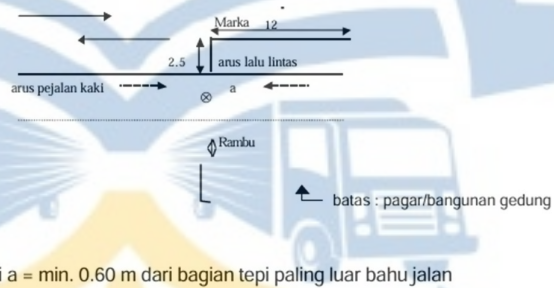 Marka 12
2.5 arus lalu lintas
arus pejalan kaki a
Rambu
batas : pagar/bangunan gedung
i a = min. 0.60 m dari bagian tepi paling luar bahu jalan